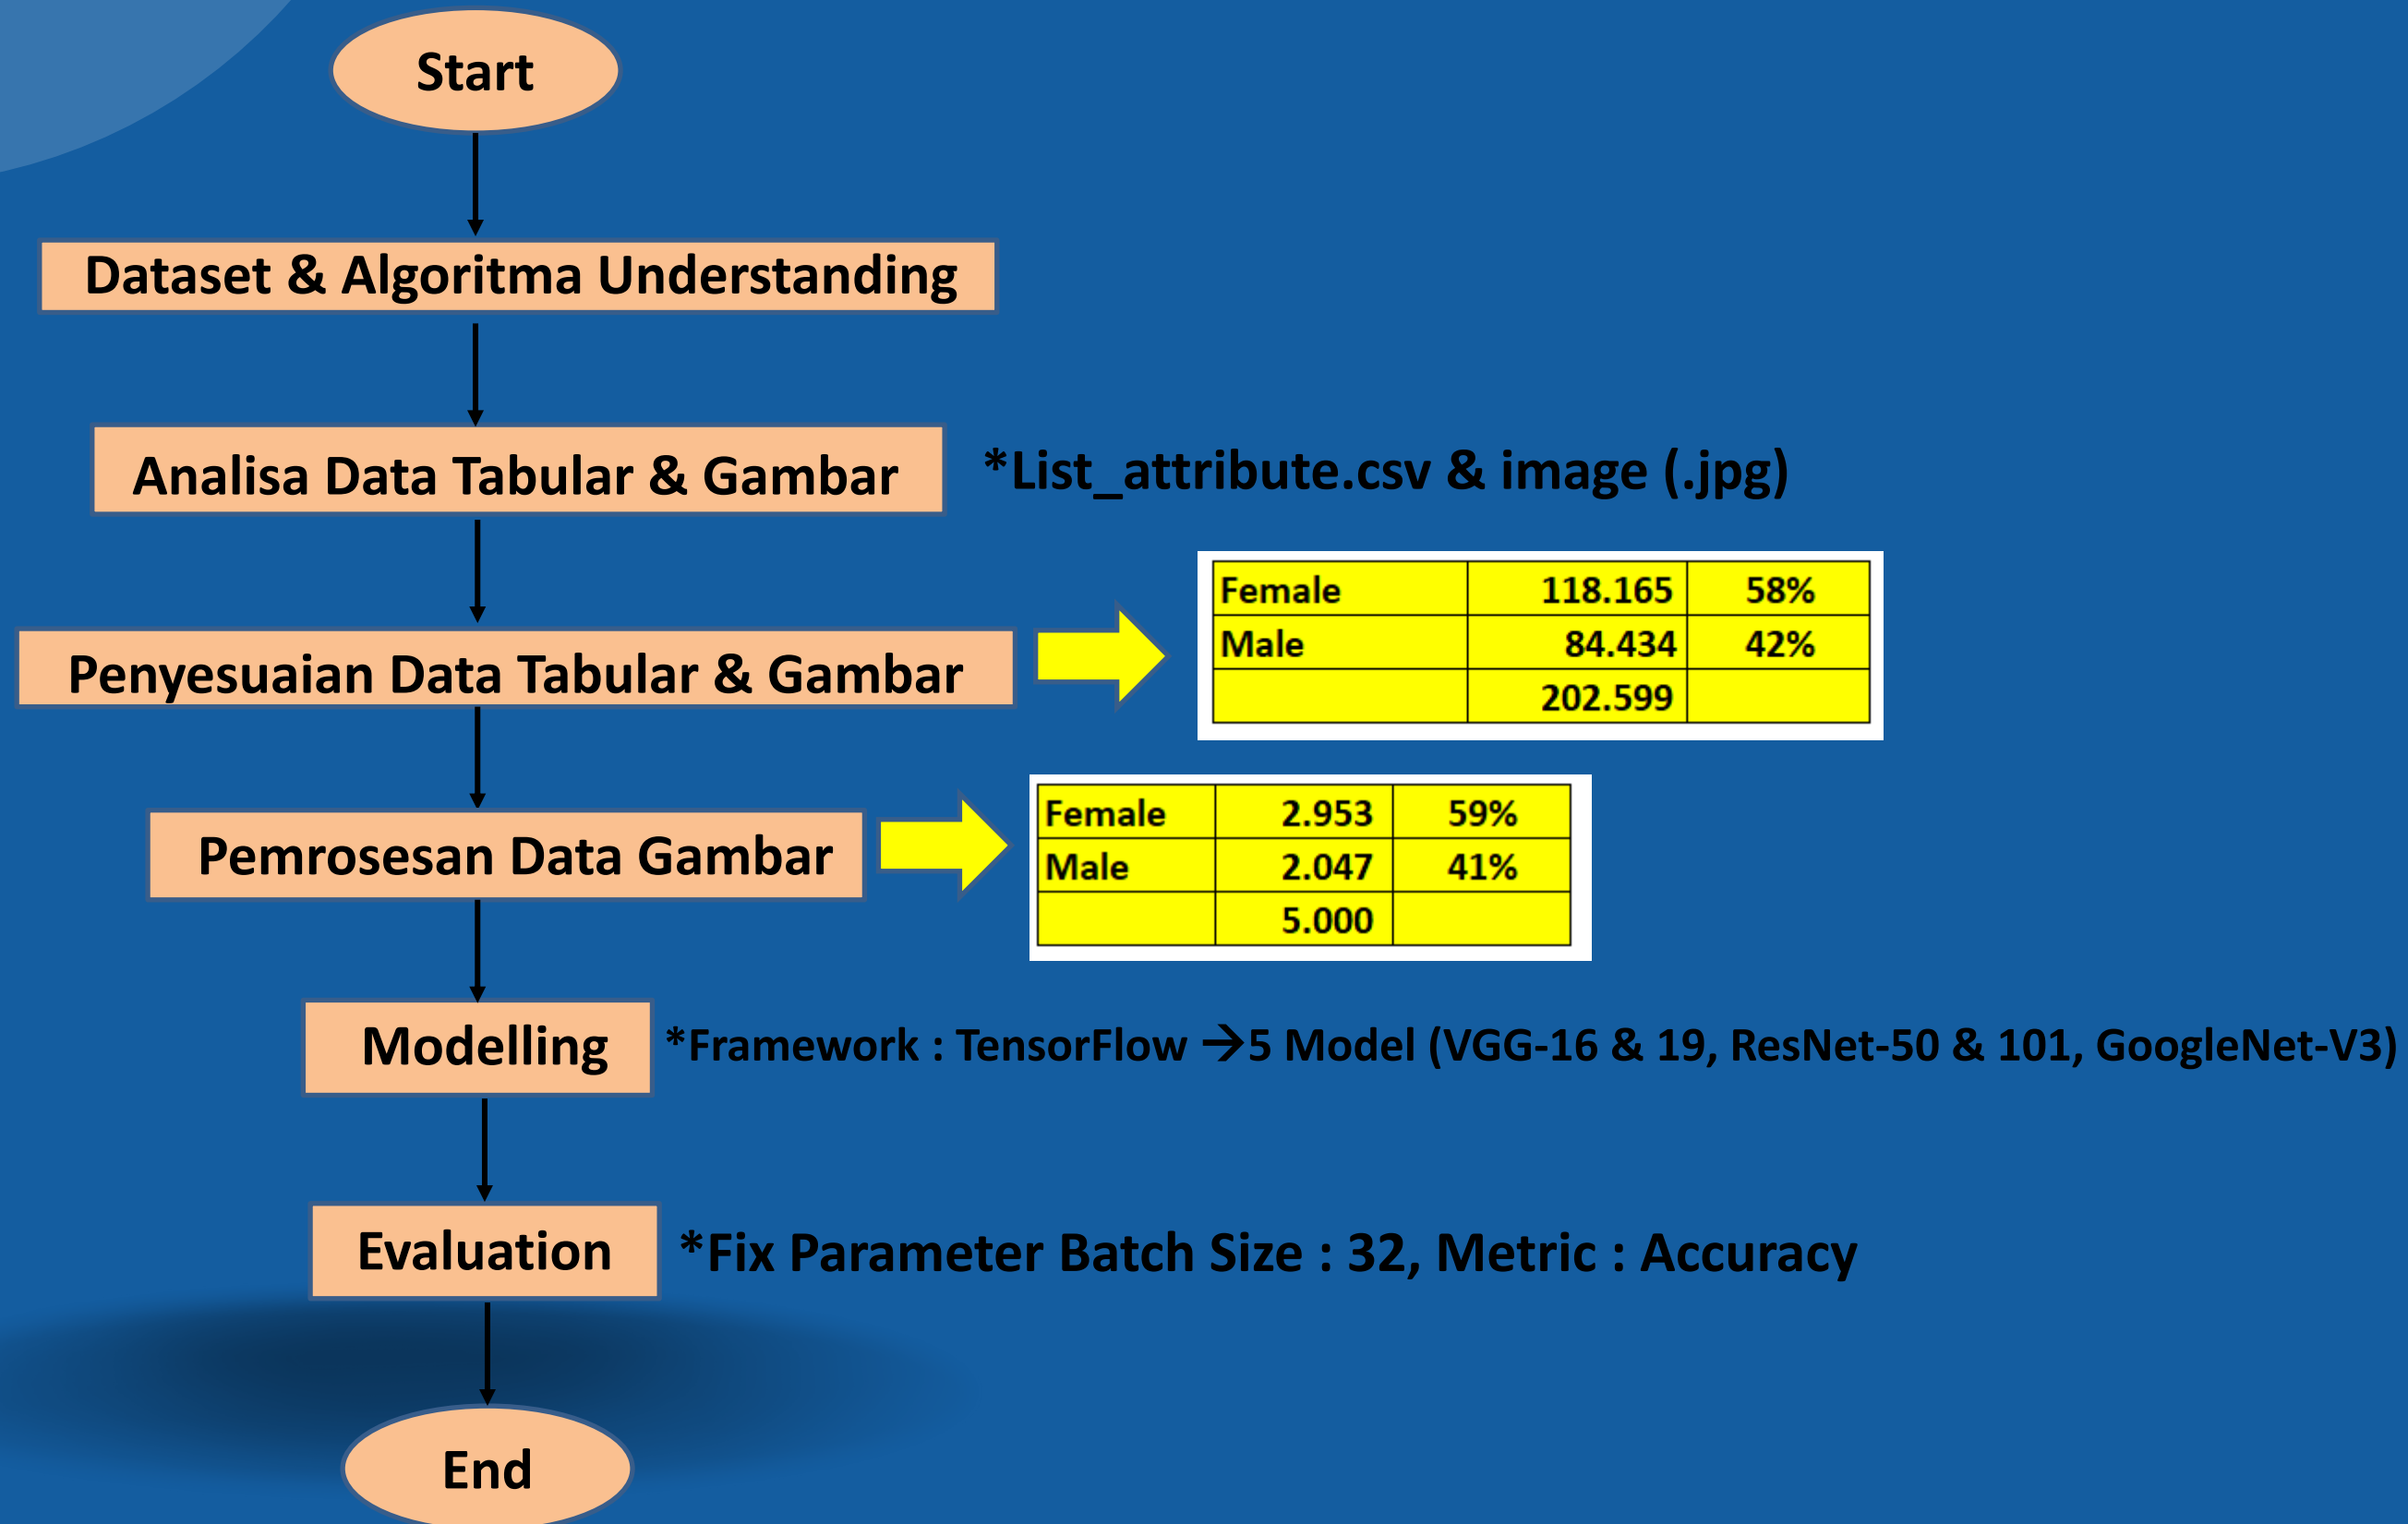 Start
Dataset & Algoritma Understanding
Analisa Data Tabular & Gambar
*List_attribute.csv & image (.jpg)
Penyesuaian Data Tabular & Gambar
Female 118.165 58%
Male 84.434 42%
202.599
Pemrosesan Data Gambar
Female 2.953 59%
Male 2.047 41%
5.000
Modelling
*Framework : TensorFlow →5 Model (VGG-16 & 19, ResNet-50 & 101, GoogleNet-V3)
Evaluation
*Fix Parameter Batch Size : 32, Metric : Accuracy
End